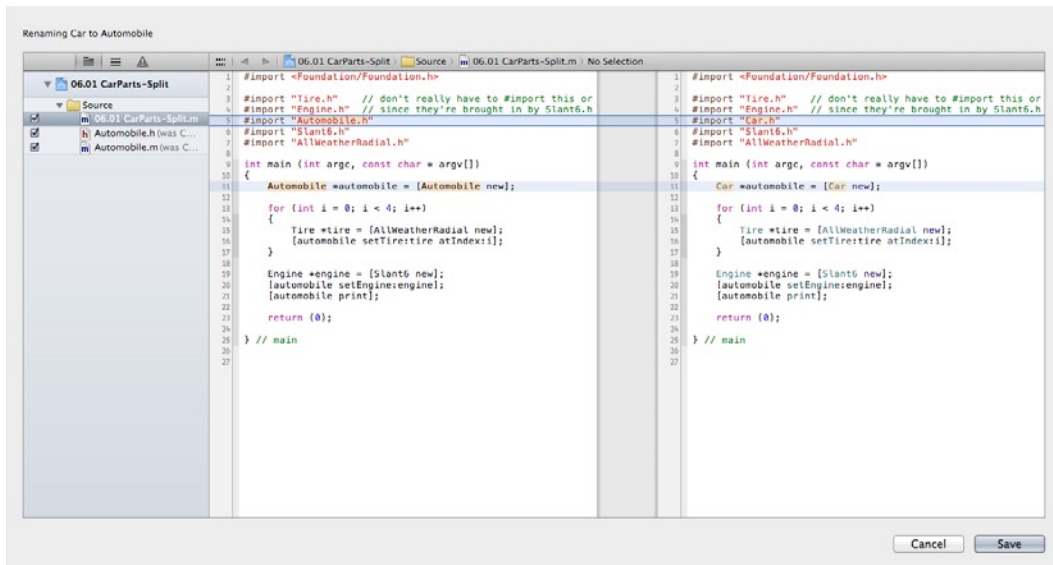 Renaming Car to Automobile
06.01 CarParts-Split › Source › m 06.01 CarParts-Split.m › No Selection
06.01 CarParts-Split
Source
m 06.01 CarParts-Split.m
h Automobile.h (was C...
m Automobile.m (was C...
1 #import <Foundation/Foundation.h>
2
3 #import "Tire.h" // don't really have to #import this or
4 #import "Engine.h" // since they're brought in by Slant6.h
5 #import "Automobile.h"
6 #import "Slant6.h"
7 #import "AllWeatherRadial.h"
8
9 int main (int argc, const char * argv[])
10 {
11 Automobile *automobile = [Automobile new];
12
13 for (int i = 0; i < 4; i++)
14 {
15 Tire *tire = [AllWeatherRadial new];
16 [automobile setTire:tire atIndex:i];
17 }
18
19 Engine *engine = [Slant6 new];
20 [automobile setEngine:engine];
21 [automobile print];
22
23 return (0);
24
25 } // main
26
27
1 #import <Foundation/Foundation.h>
2
3 #import "Tire.h" // don't really have to #import this or
4 #import "Engine.h" // since they're brought in by Slant6.h
5 #import "Car.h"
6 #import "Slant6.h"
7 #import "AllWeatherRadial.h"
8
9 int main (int argc, const char * argv[])
10 {
11 Car *automobile = [Car new];
12
13 for (int i = 0; i < 4; i++)
14 {
15 Tire *tire = [AllWeatherRadial new];
16 [automobile setTire:tire atIndex:i];
17 }
18
19 Engine *engine = [Slant6 new];
20 [automobile setEngine:engine];
21 [automobile print];
22
23 return (0);
24
25 } // main
26
27
Cancel Save